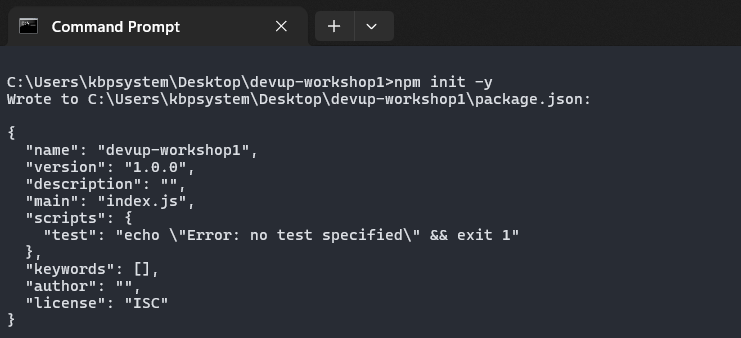 Command Prompt
C:\Users\kbpsystem\Desktop\devup-workshop1>npm init -y
Wrote to C:\Users\kbpsystem\Desktop\devup-workshop1\package.json:
{
  "name": "devup-workshop1",
  "version": "1.0.0",
  "description": "",
  "main": "index.js",
  "scripts": {
    "test": "echo \"Error: no test specified\" && exit 1"
  },
  "keywords": [],
  "author": "",
  "license": "ISC"
}